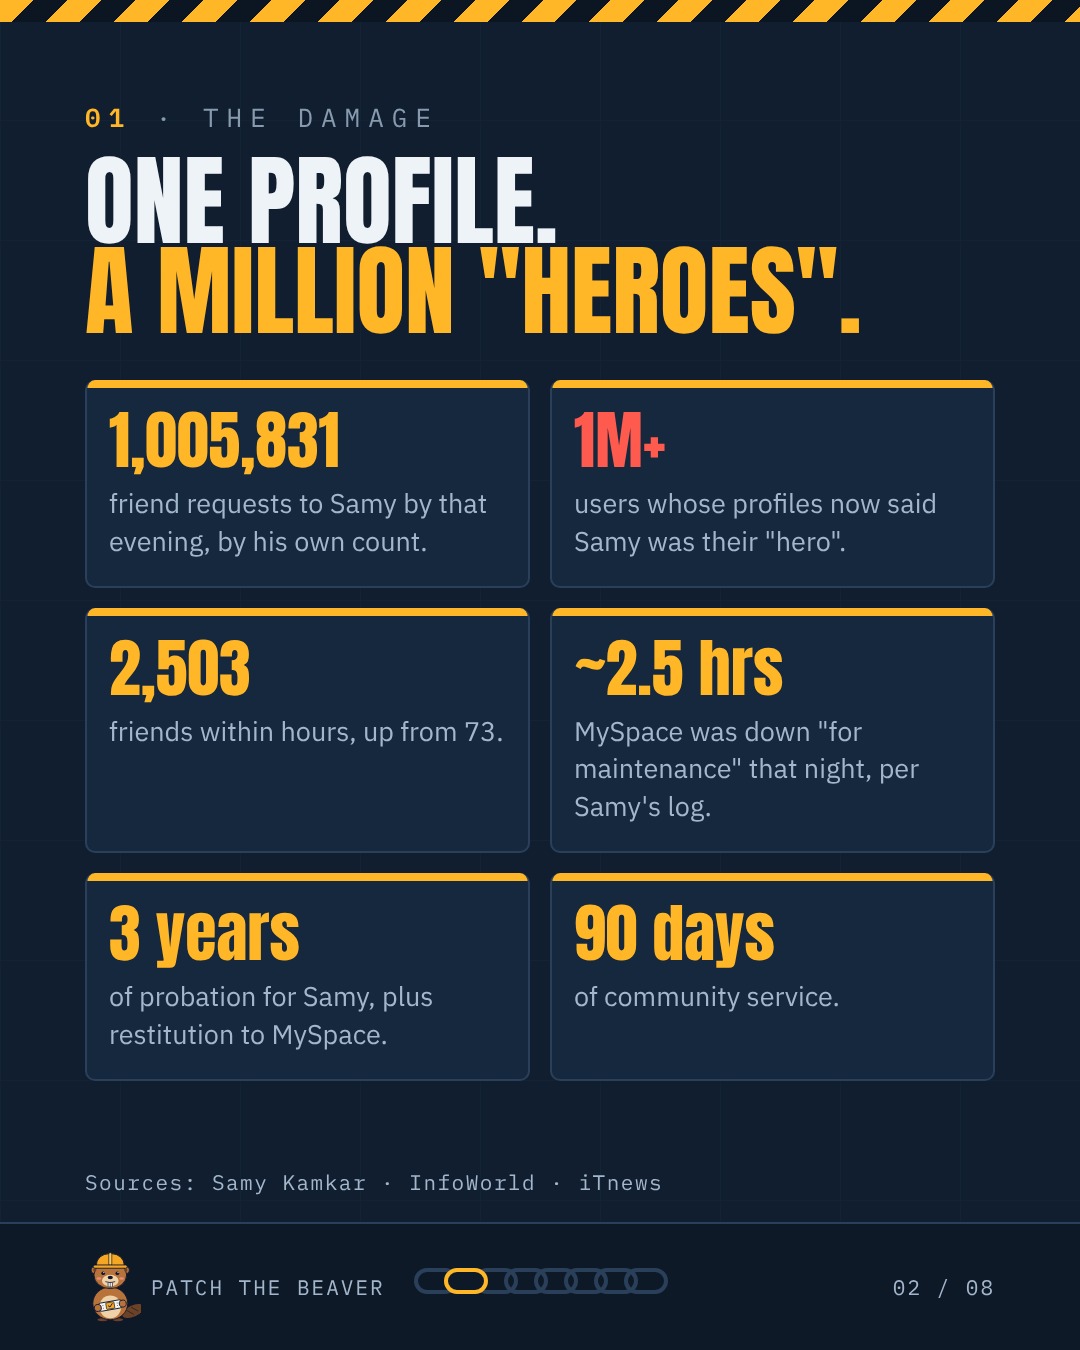 01 · THE DAMAGE
ONE PROFILE.
A MILLION "HEROES".
1,005,831
friend requests to Samy by that
evening, by his own count.
1M+
users whose profiles now said
Samy was their "hero".
2,503
friends within hours, up from 73.
~2.5 hrs
MySpace was down "for
maintenance" that night, per
Samy's log.
3 years
of probation for Samy, plus
restitution to MySpace.
90 days
of community service.
Sources: Samy Kamkar · InfoWorld · iTnews
PATCH THE BEAVER
02 / 08